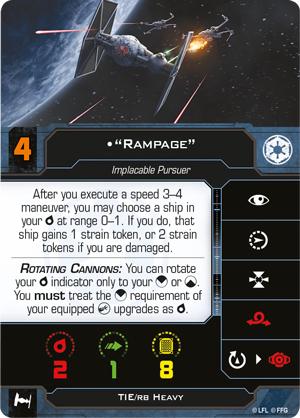 •"Rampage"
4
Implacable Pursuer
After you execute a speed 3–4
maneuver, you may choose a ship in
your at range 0–1. If you do, that
ship gains 1 strain token, or 2 strain
tokens if you are damaged.
Rotating Cannons: You can rotate
your indicator only to your or .
You must treat the requirement of
your equipped upgrades as .
2 1 8
TIE/rb Heavy
©LFL ©FFG